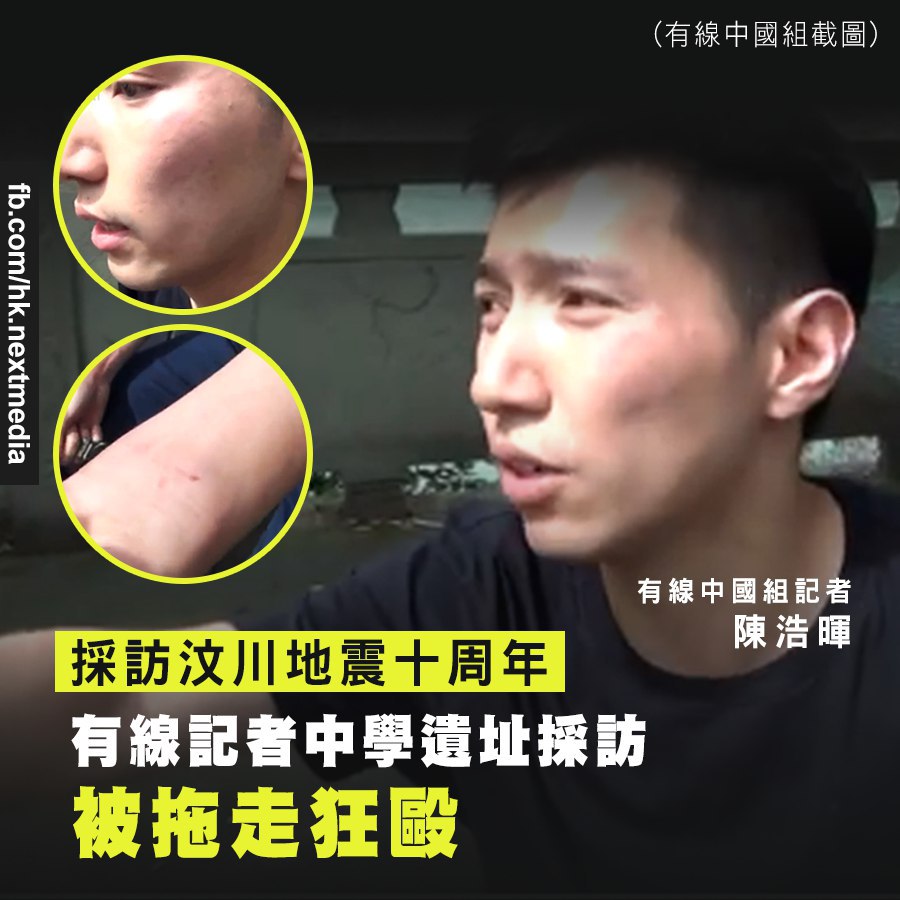 （有線中國組截圖）
fb.com/hk.nextmedia
有線中國組記者
陳浩暉
採訪汶川地震十周年
有線記者中學遺址採訪
被拖走狂毆